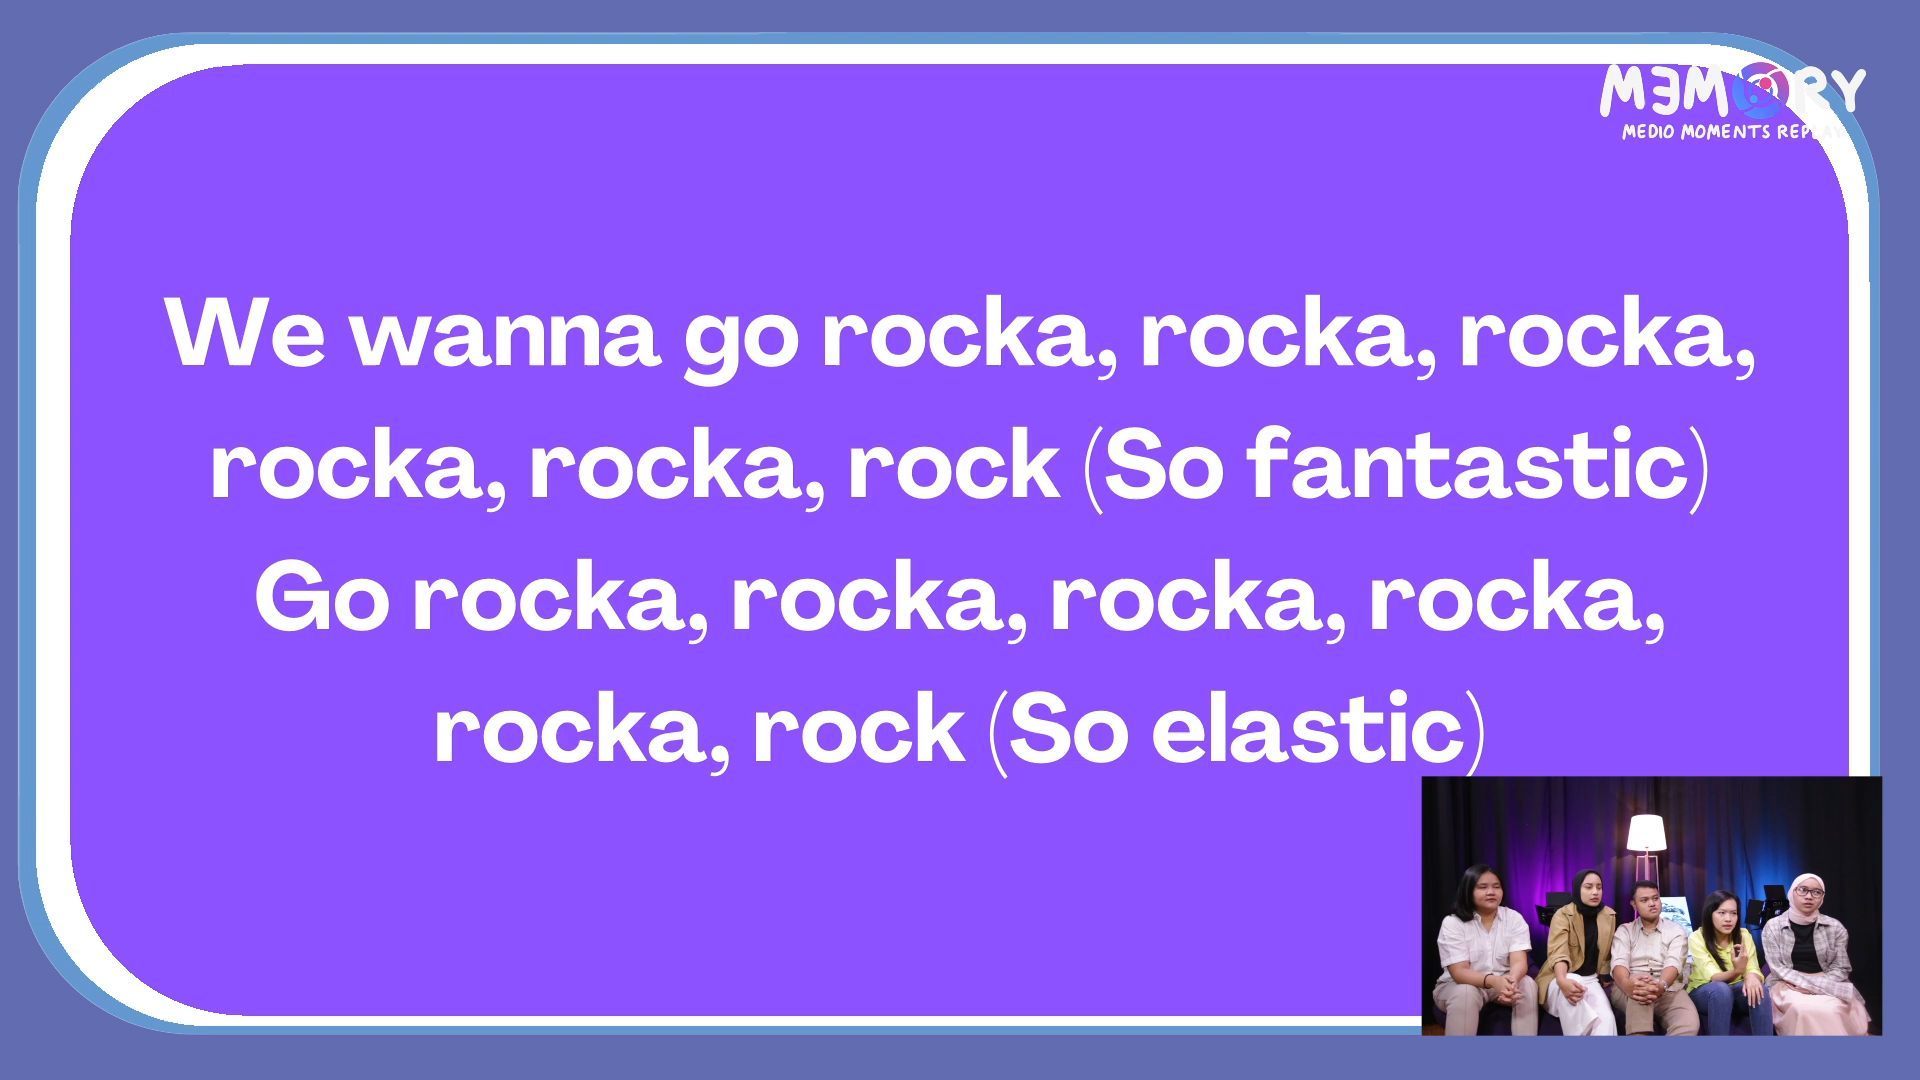 MEMORY
MEDIO MOMENTS REPLAY
We wanna go rocka, rocka, rocka,
rocka, rocka, rock (So fantastic)
Go rocka, rocka, rocka, rocka,
rocka, rock (So elastic)